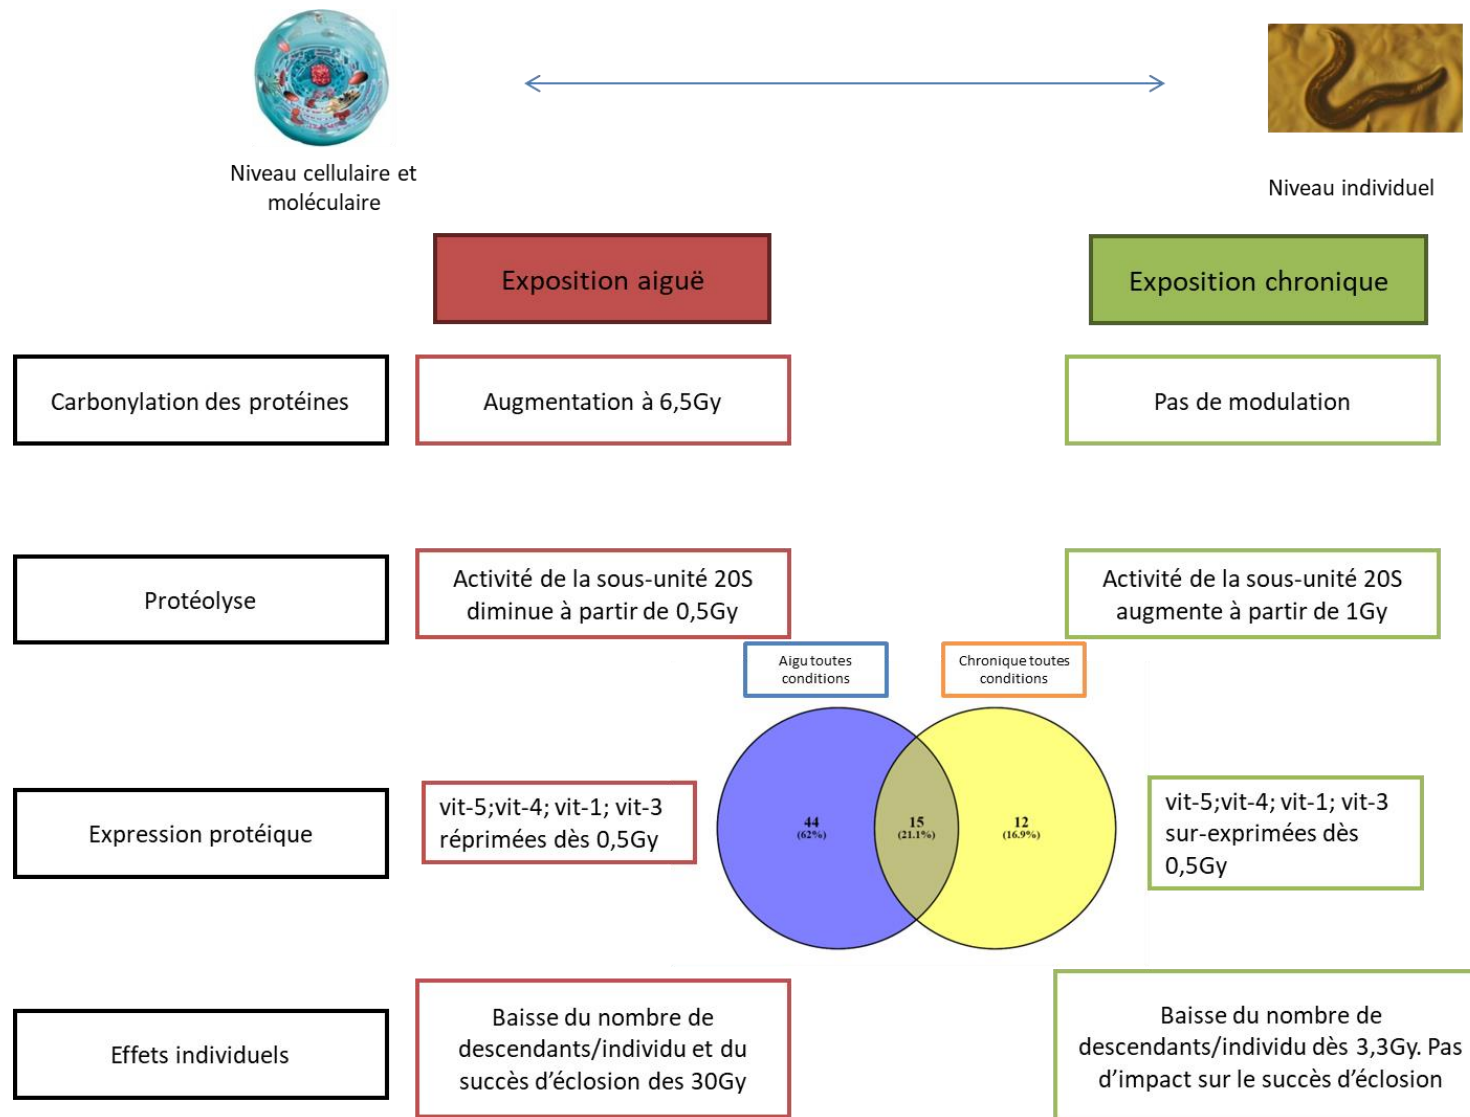 Niveau cellulaire et
moléculaire
Niveau individuel
Exposition aiguë
Exposition chronique
Carbonylation des protéines
Augmentation à 6,5Gy
Pas de modulation
Protéolyse
Activité de la sous-unité 20S
diminue à partir de 0,5Gy
Activité de la sous-unité 20S
augmente à partir de 1Gy
Aigu toutes
conditions
Chronique toutes
conditions
Expression protéique
vit-5;vit-4; vit-1; vit-3
réprimées dès 0,5Gy
44
(62%)
15
(21.1%)
12
(16.9%)
vit-5;vit-4; vit-1; vit-3
sur-exprimées dès
0,5Gy
Effets individuels
Baisse du nombre de
descendants/individu et du
succès d’éclosion des 30Gy
Baisse du nombre de
descendants/individu dès 3,3Gy. Pas
d’impact sur le succès d’éclosion